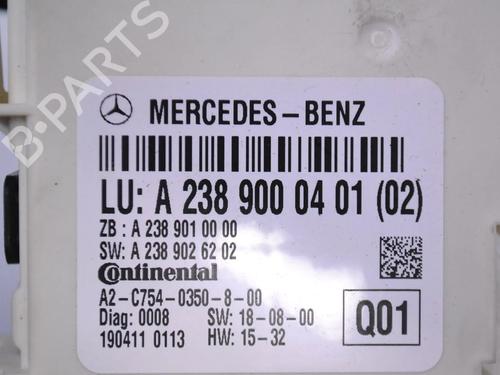 B-PARTS
MERCEDES-BENZ
LU: A 238 900 04 01 (02)
ZB : A 238 901 00 00
SW: A 238 902 62 02
Continental
A2-C754-0350-8-00
Diag: 0008 SW: 18-08-00
190411 0113 HW: 15-32
Q01